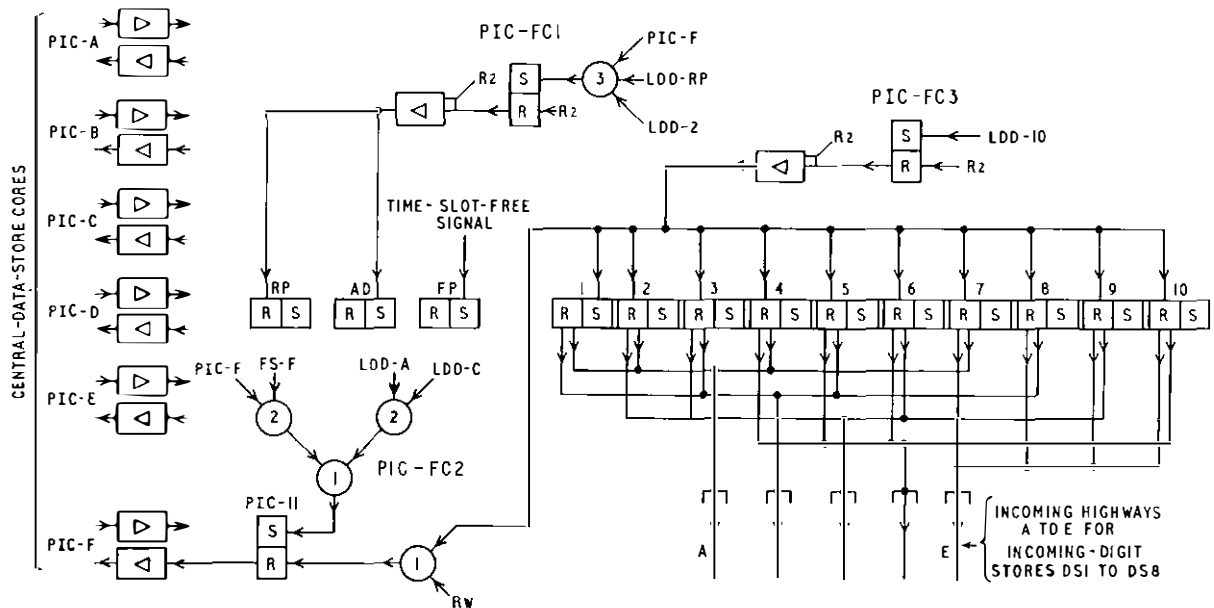 CENTRAL-DATA-STORE CORES
PIC-A
PIC-B
PIC-C
PIC-D
PIC-E
PIC-F
PIC-FC1
PIC-F
LDD-RP
LDD-2
3
S
R
R2
R2
PIC-FC3
R2
S
R
LDD-10
R2
TIME-SLOT-FREE
SIGNAL
RP
AD
FP
R S
R S
R S
1 2 3 4 5 6 7 8 9 10
R S R S R S R S R S R S R S R S R S R S
PIC-F
FS-F
LDD-A
LDD-C
2
2
1
PIC-FC2
PIC-11
S
R
1
RW
A
E
INCOMING HIGHWAYS
A TO E FOR
INCOMING-DIGIT
STORES DS1 TO DS8